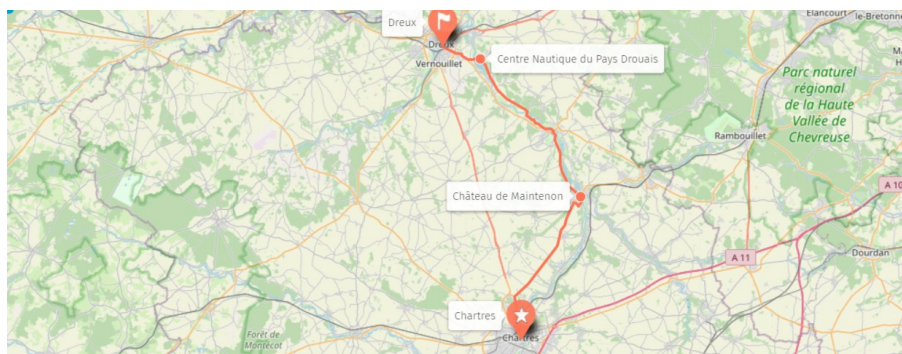 Elancourt
le-Bretonne
Dreux
Dreux
Vernouillet
Centre Nautique du Pays Drouais
Parc naturel
régional
de la Haute
Vallée de
Chevreuse
Rambouillet
Château de Maintenon
A 10
A 11
Dourdan
Chartres
Chartres
Forêt de
Montécot